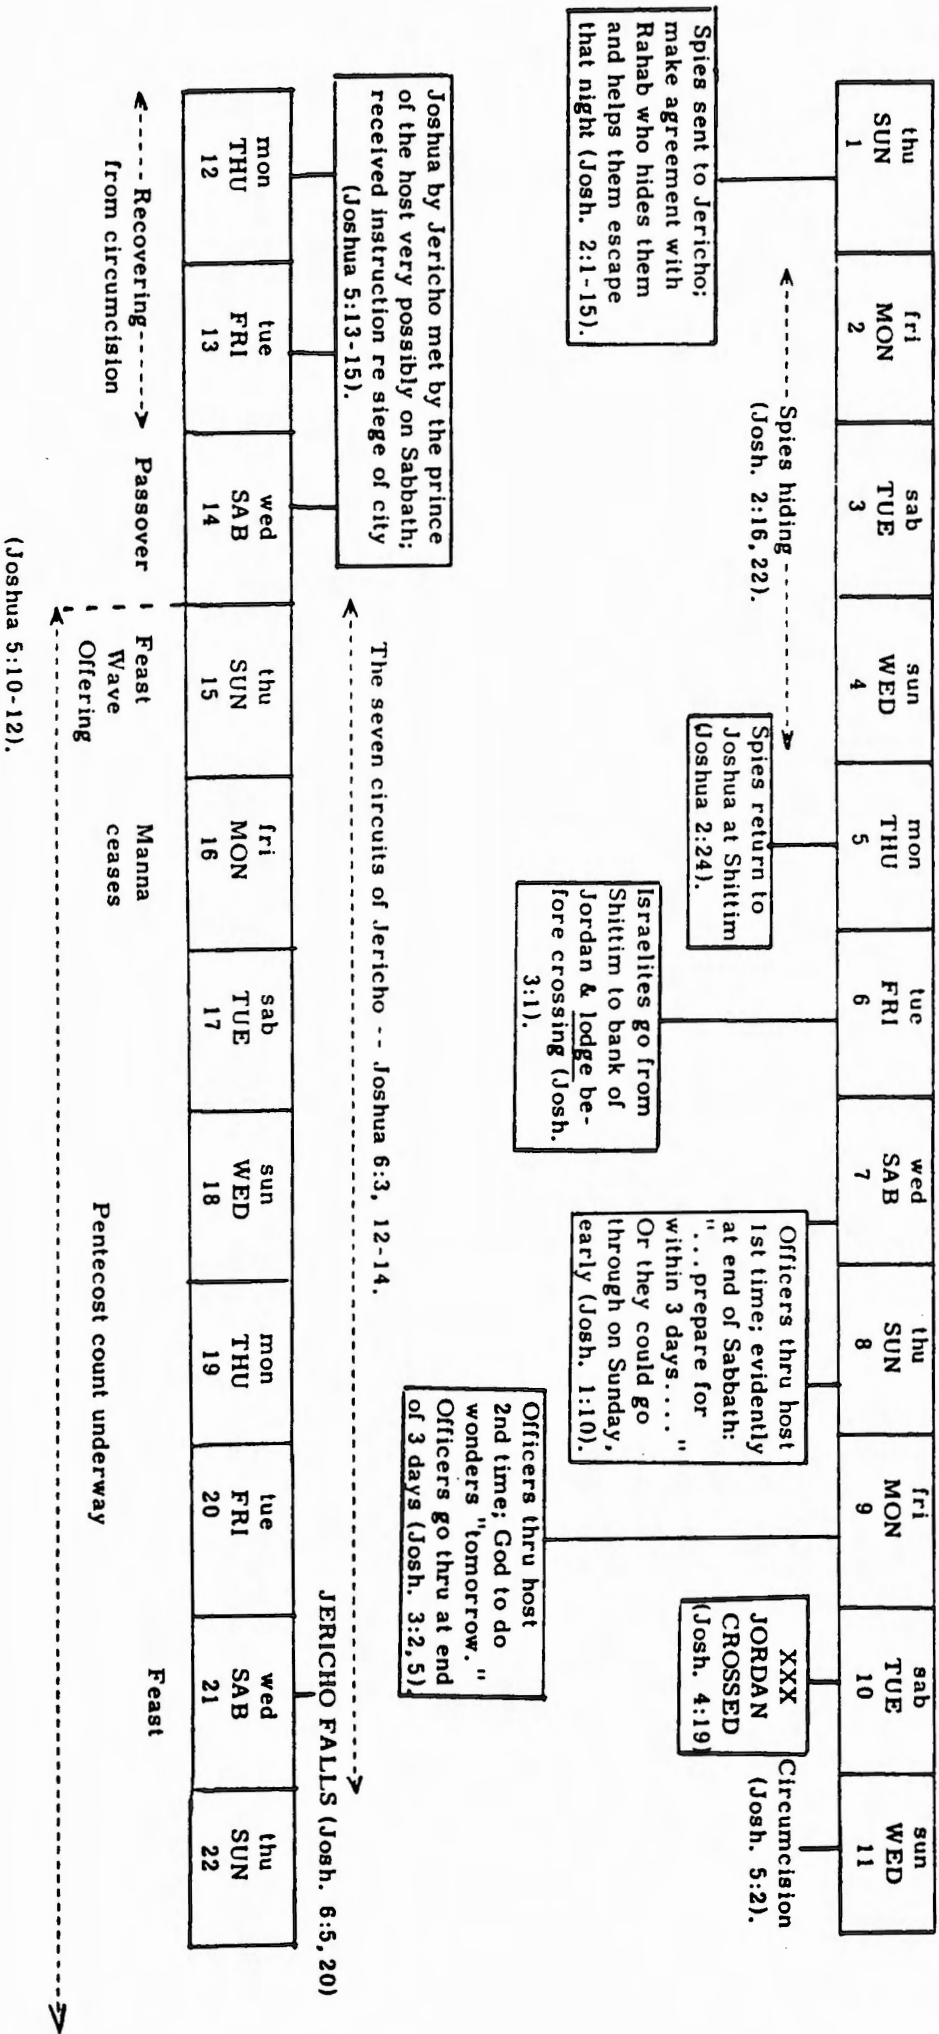 thu fri sab sun mon tue wed thu fri sab sun
SUN MON TUE WED THU FRI SAB SUN MON TUE WED
1 2 3 4 5 6 7 8 9 10 11
Spies sent to Jericho;
make agreement with
Rahab who hides them
and helps them escape
that night (Josh. 2:1-15).
<---- Spies hiding ------>
(Josh. 2:16, 22).
Spies return to
Joshua at Shittim
(Joshua 2:24).
Israelites go from
Shittim to bank of
Jordan & lodge be-
fore crossing (Josh.
3:1).
Officers thru host
1st time; evidently
at end of Sabbath:
"...prepare for
within 3 days...."
Or they could go
through on Sunday,
early (Josh. 1:10).
Officers thru host
2nd time; God to do
wonders "tomorrow."
Officers go thru at end
of 3 days (Josh. 3:2, 5).
XXX
JORDAN
CROSSED
(Josh. 4:19)
Circumcision
(Josh. 5:2).
Joshua by Jericho met by the prince
of the host very possibly on Sabbath;
received instruction re siege of city
(Joshua 5:13-15).
The seven circuits of Jericho -- Joshua 6:3, 12-14.
JERICHO FALLS (Josh. 6:5, 20)
mon tue wed thu fri sab sun mon tue wed thu
THU FRI SAB SUN MON TUE WED THU FRI SAB SUN
12 13 14 15 16 17 18 19 20 21 22
<---- Recovering ----->
from circumcision
Passover
Feast
Wave
Offering
Manna
ceases
Feast
Pentecost count underway
(Joshua 5:10-12).